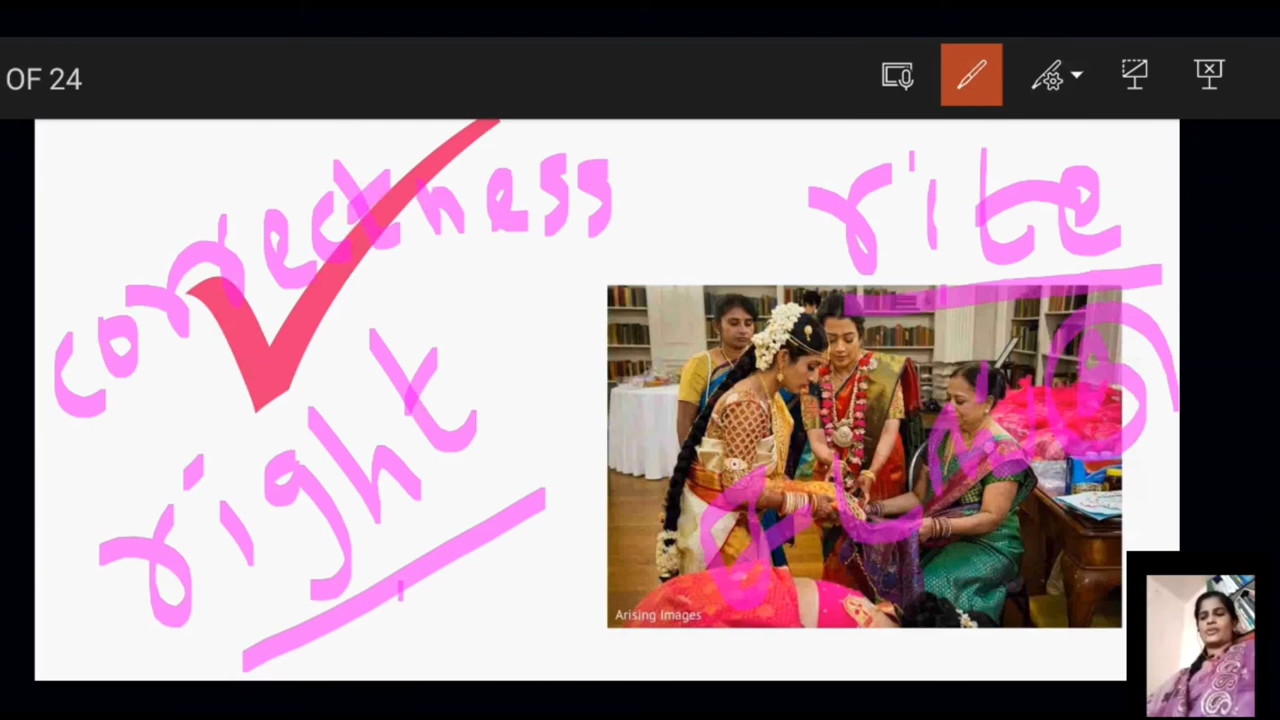 OF 24
correctness
right
rite
Arising Images